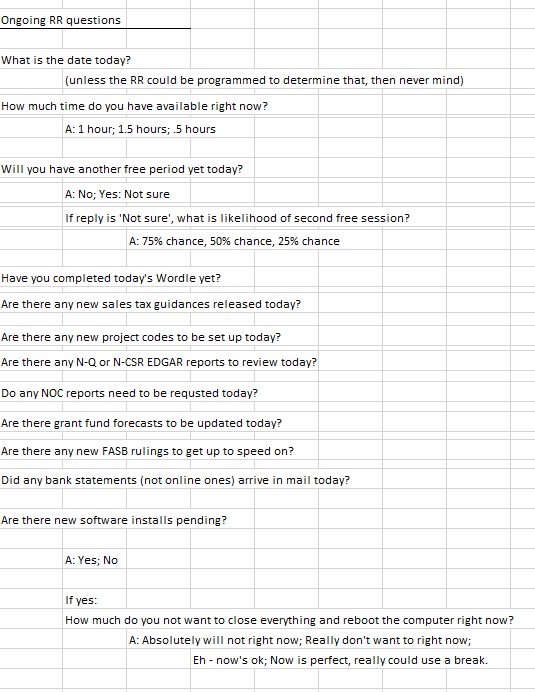 Ongoing RR questions
What is the date today?
(unless the RR could be programmed to determine that, then never mind)
How much time do you have available right now?
A: 1 hour; 1.5 hours; .5 hours
Will you have another free period yet today?
A: No; Yes: Not sure
If reply is 'Not sure', what is likelihood of second free session?
A: 75% chance, 50% chance, 25% chance
Have you completed today's Wordle yet?
Are there any new sales tax guidances released today?
Are there any new project codes to be set up today?
Are there any N-Q or N-CSR EDGAR reports to review today?
Do any NOC reports need to be requsted today?
Are there grant fund forecasts to be updated today?
Are there any new FASB rulings to get up to speed on?
Did any bank statements (not online ones) arrive in mail today?
Are there new software installs pending?
A: Yes; No
If yes:
How much do you not want to close everything and reboot the computer right now?
A: Absolutely will not right now; Really don't want to right now;
Eh - now's ok; Now is perfect, really could use a break.